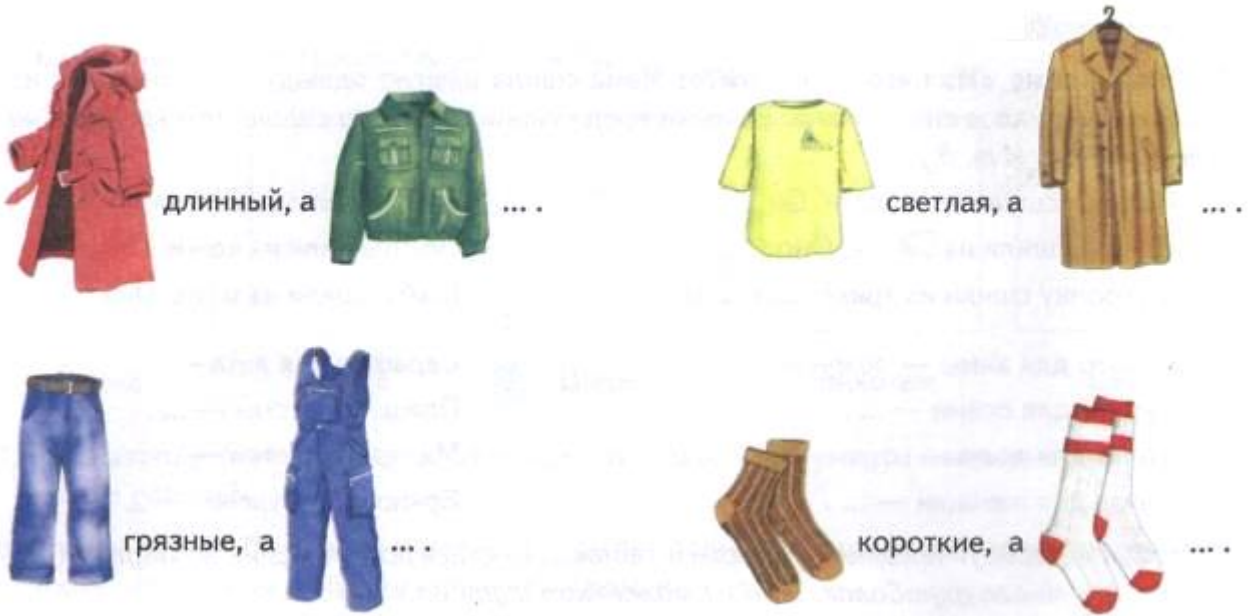 длинный, а ... .
светлая, а ... .
грязные, а ... .
короткие, а ... .